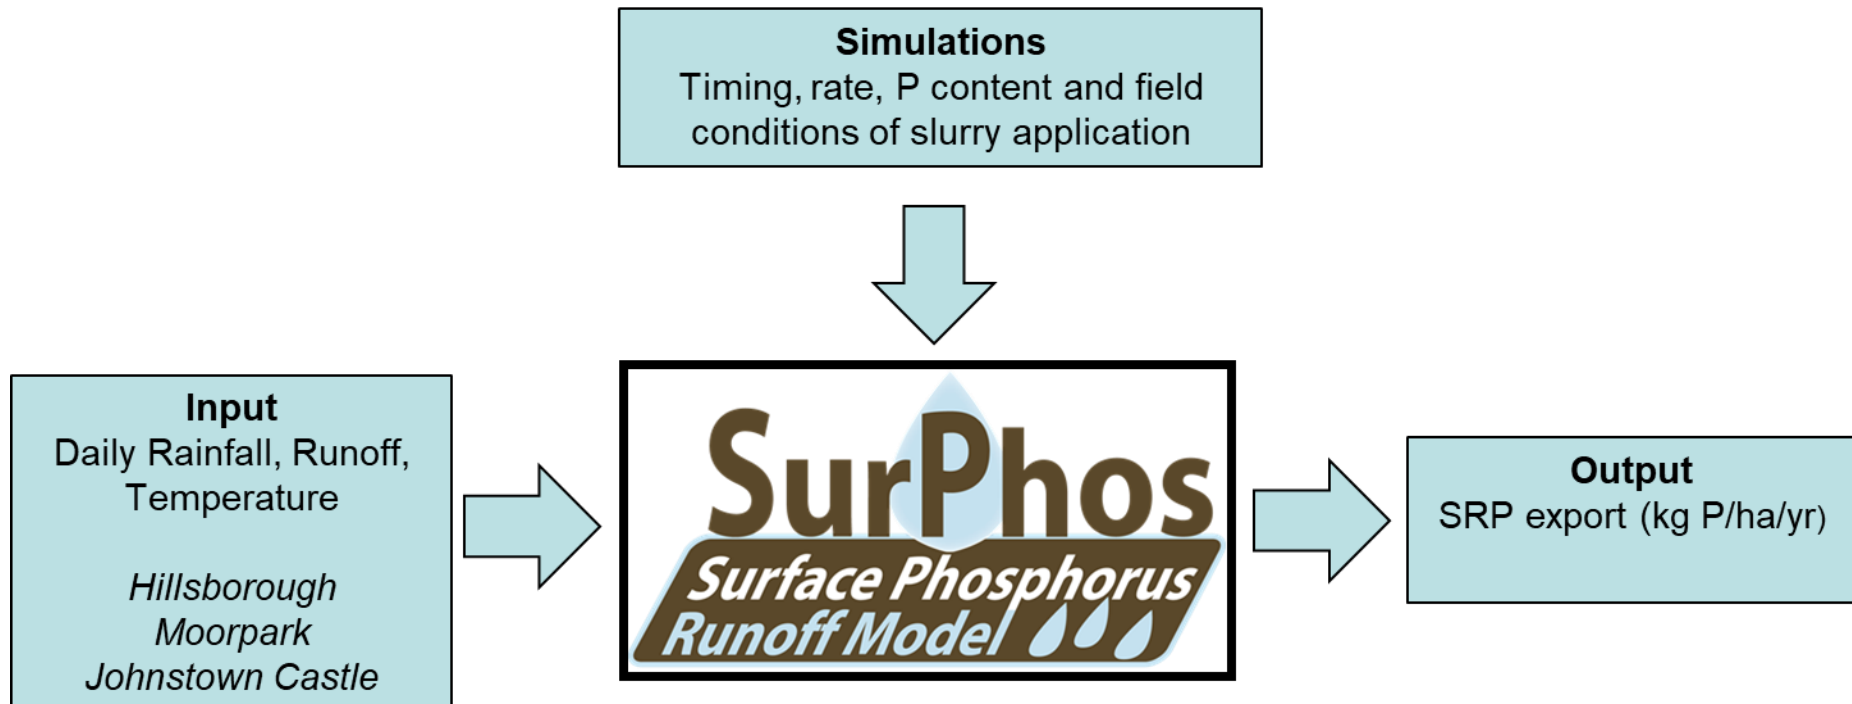 Simulations
Timing, rate, P content and field
conditions of slurry application
Input
Daily Rainfall, Runoff,
Temperature
Hillsborough
Moorpark
Johnstown Castle
SurPhos
Surface Phosphorus
Runoff Model
Output
SRP export (kg P/ha/yr)